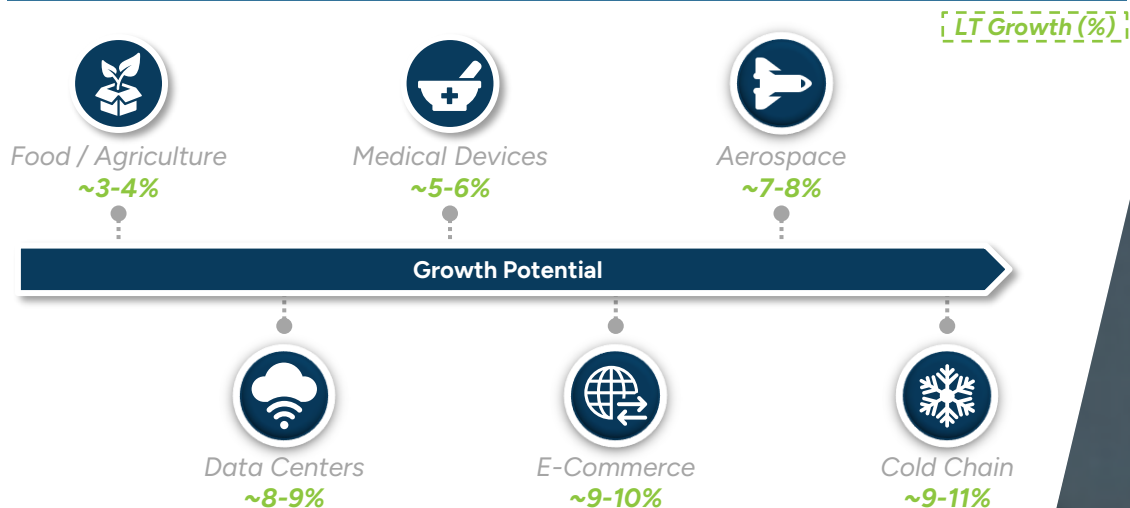 LT Growth (%)
Food / Agriculture
~3-4%
Medical Devices
~5-6%
Aerospace
~7-8%
Growth Potential
Data Centers
~8-9%
E-Commerce
~9-10%
Cold Chain
~9-11%